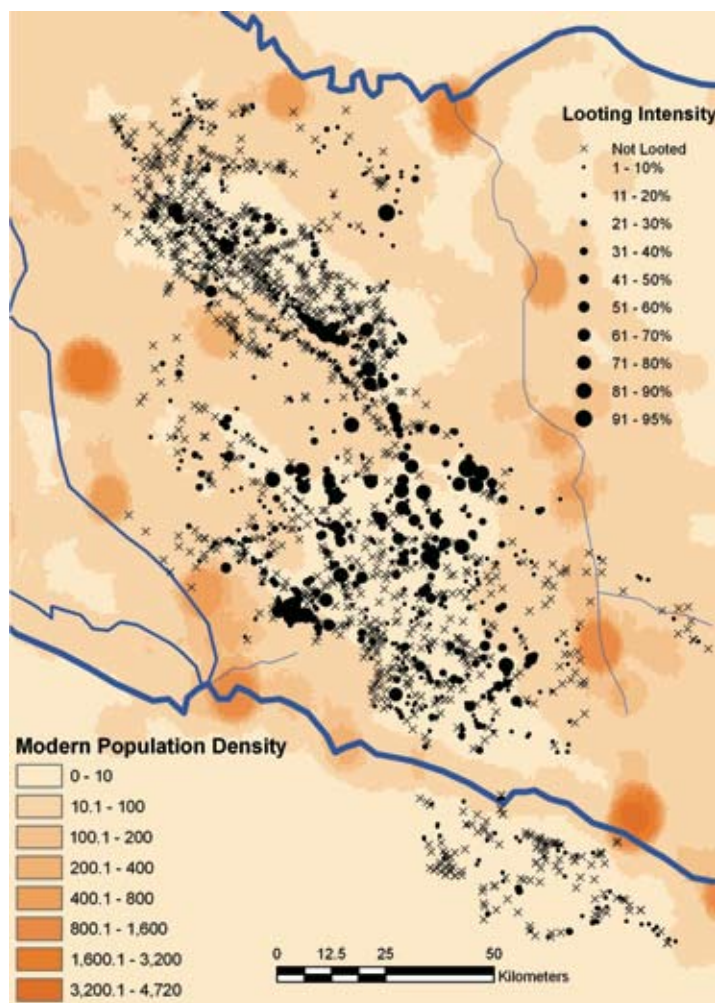 Looting Intensity
Not Looted
1 - 10%
11 - 20%
21 - 30%
31 - 40%
41 - 50%
51 - 60%
61 - 70%
71 - 80%
81 - 90%
91 - 95%
Modern Population Density
0 - 10
10.1 - 100
100.1 - 200
200.1 - 400
400.1 - 800
800.1 - 1,600
1,600.1 - 3,200
3,200.1 - 4,720
0 12.5 25 50
Kilometers